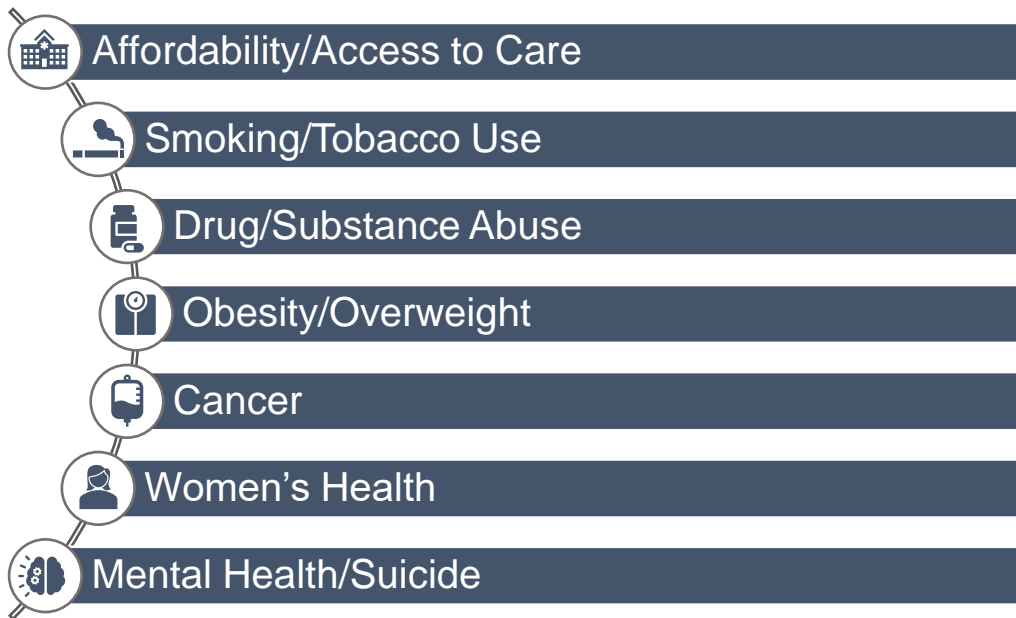 Affordability/Access to Care
Smoking/Tobacco Use
Drug/Substance Abuse
Obesity/Overweight
Cancer
Women’s Health
Mental Health/Suicide